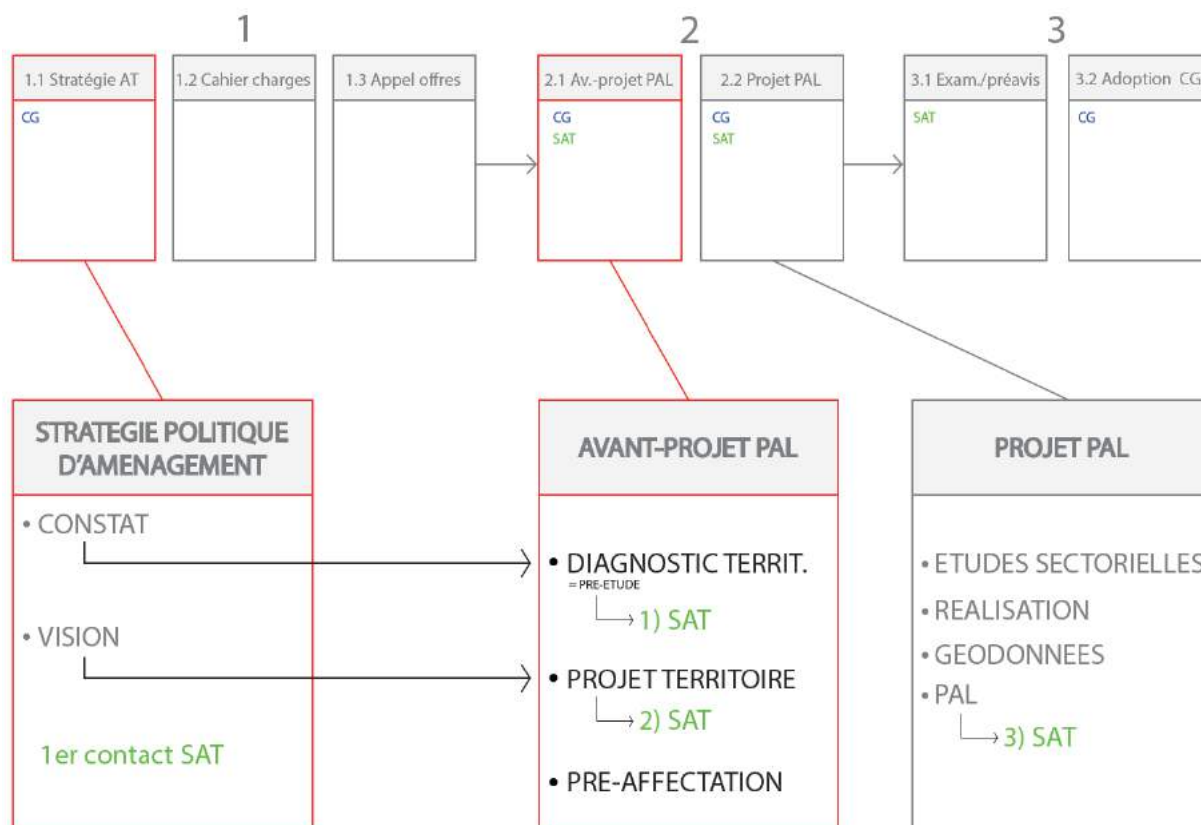 1
2
3
1.1 Stratégie AT
1.2 Cahier charges
1.3 Appel offres
2.1 Av.-projet PAL
2.2 Projet PAL
3.1 Exam./préavis
3.2 Adoption CG
CG
CG
SAT
CG
SAT
SAT
CG
STRATEGIE POLITIQUE
D'AMENAGEMENT
• CONSTAT
• VISION
1er contact SAT
AVANT-PROJET PAL
• DIAGNOSTIC TERRIT.
= PRE-ETUDE
1) SAT
• PROJET TERRITOIRE
2) SAT
• PRE-AFFECTATION
PROJET PAL
• ETUDES SECTORIELLES
• REALISATION
• GEODONNEES
• PAL
3) SAT